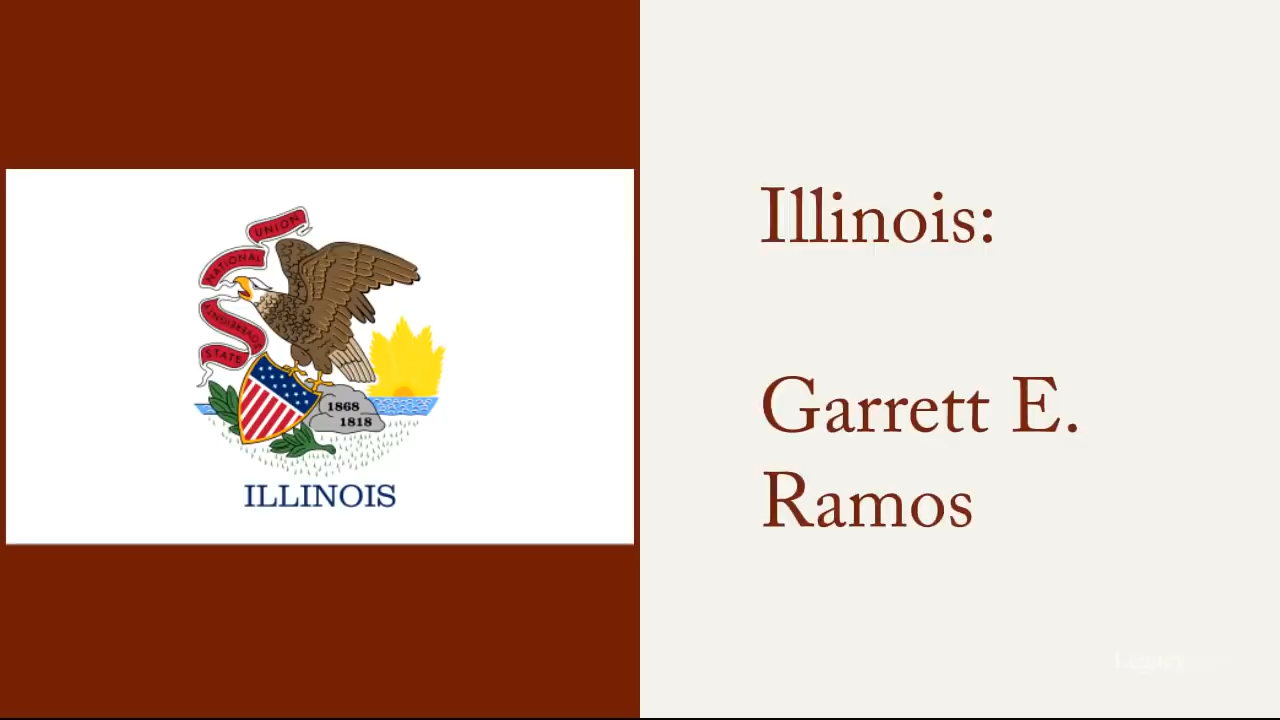 UNION
NATIONAL
SOVEREIGNTY
STATE
1868
1818
ILLINOIS
Illinois:
Garrett E.
Ramos